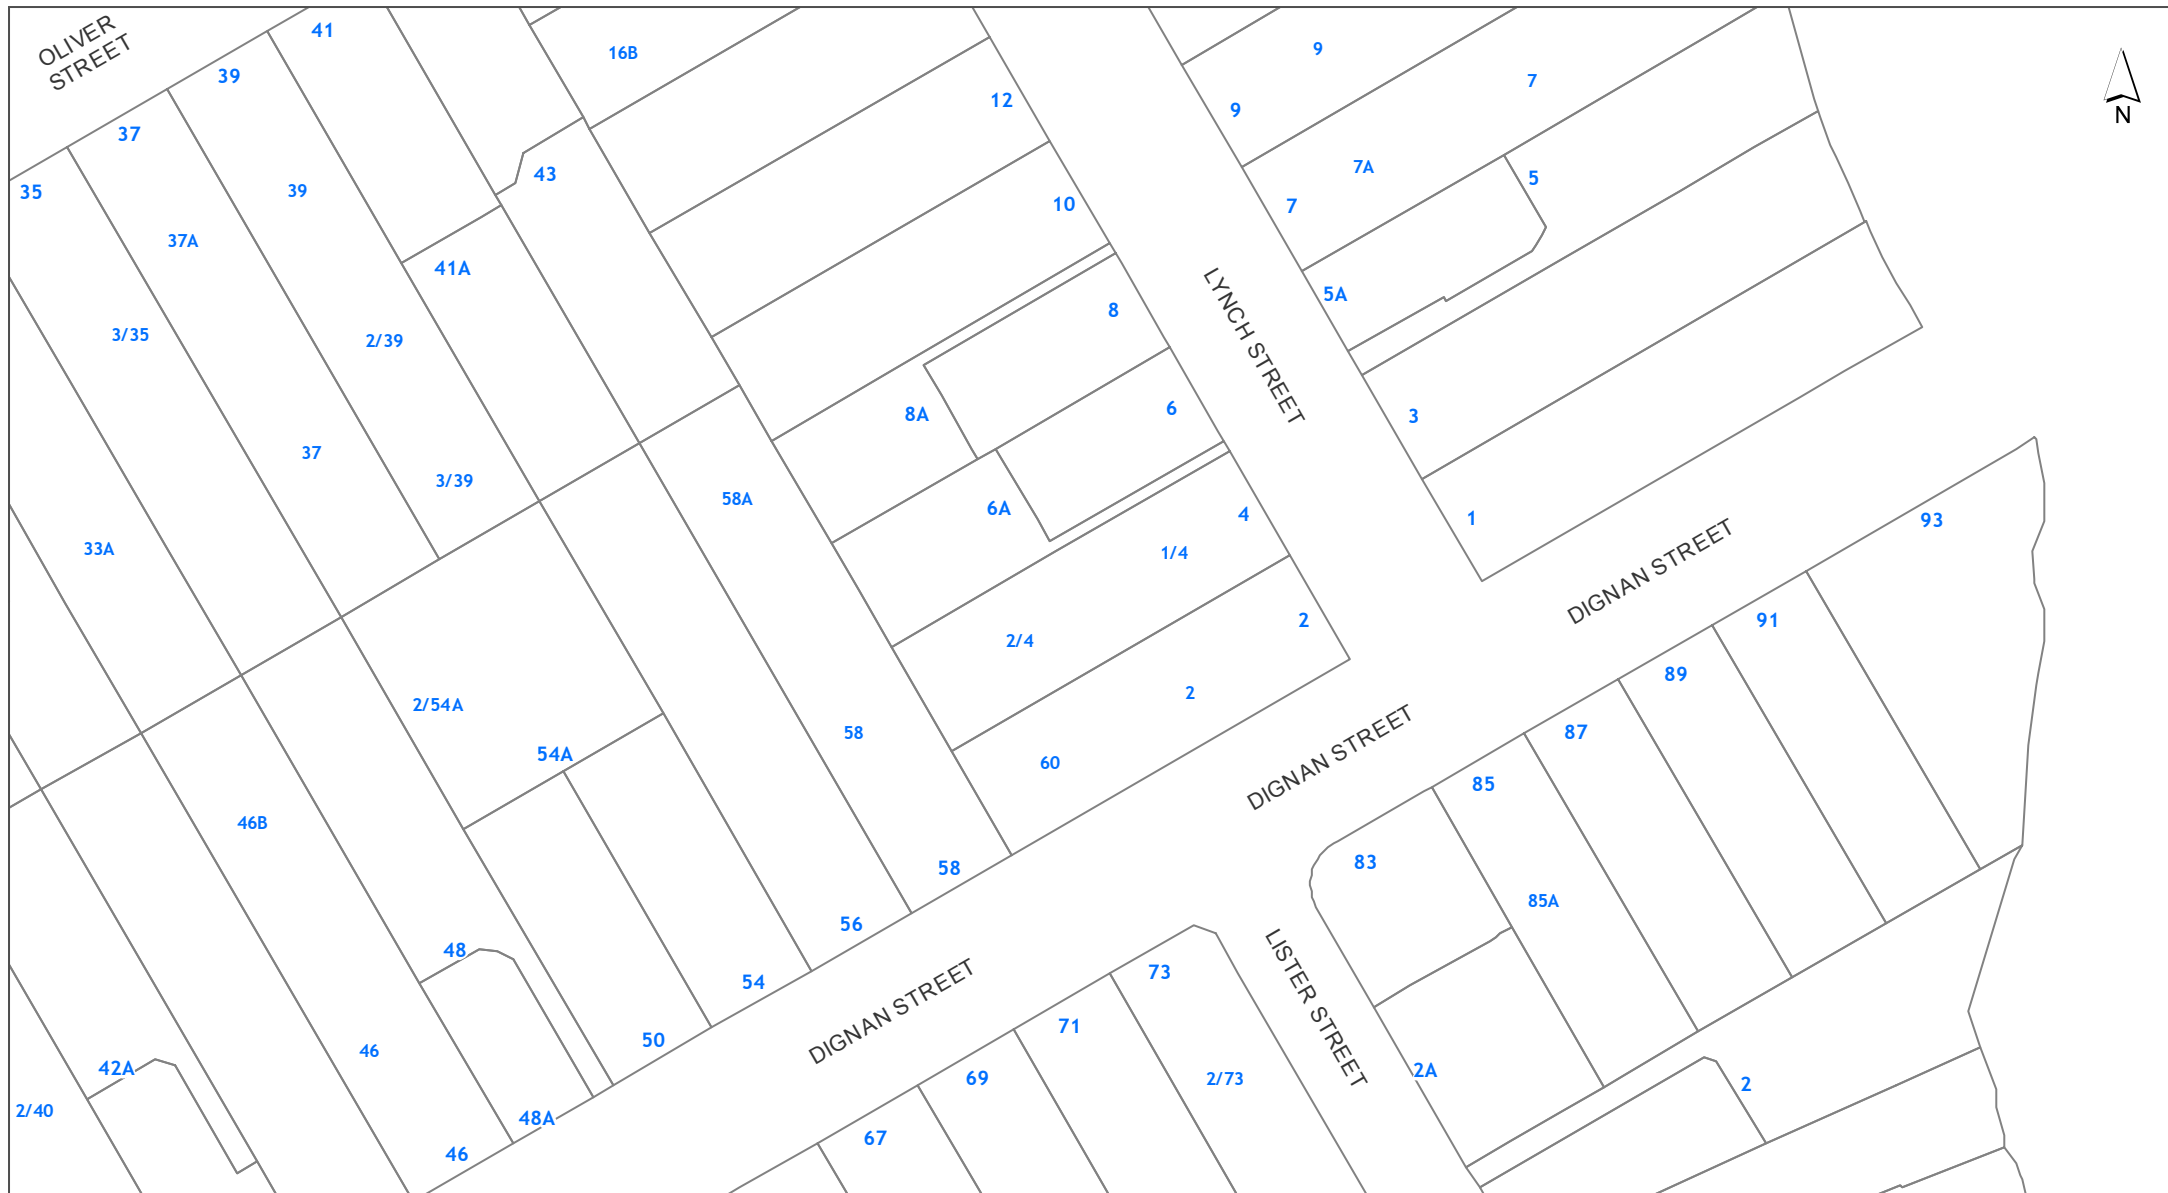 OLIVER
STREET
41
39
37
35
16B
9
7
12
9
N
43
7A
5
39
10
7
37A
41A
5A
8
3/35
2/39
LYNCH STREET
8A
6
3
37
3/39
58A
6A
4
1
93
33A
1/4
DIGNAN STREET
2/4
2
91
2
89
2/54A
58
87
54A
60
DIGNAN STREET
85
46B
58
83
85A
56
48
54
73
LISTER STREET
DIGNAN STREET
71
50
46
42A
69
2/73
2A
2
2/40
48A
67
46